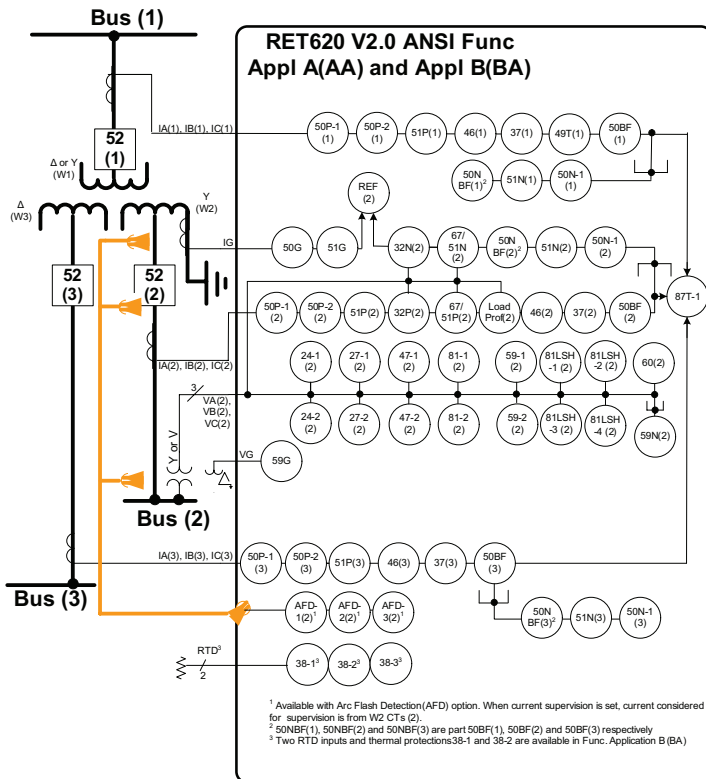 Bus (1)
RET620 V2.0 ANSI Func
Appl A(AA) and Appl B(BA)
IA(1), IB(1), IC(1)
50P-1
(1)
50P-2
(1)
51P(1)
46(1)
37(1)
49T(1)
50BF
(1)
52
(1)
Δ or Y
(W1)
50N
BF(1)²
51N(1)
50N-1
(1)
REF
(2)
Δ
(W3)
Y
(W2)
IG
50G
51G
32N(2)
67/
51N
(2)
50N
BF(2)²
51N(2)
50N-1
(2)
52
(3)
52
(2)
87T-1
50P-1
(2)
50P-2
(2)
51P(2)
32P(2)
67/
51P(2)
Load
Prof(2)
46(2)
37(2)
50BF
(2)
IA(2), IB(2), IC(2)
24-1
(2)
27-1
(2)
47-1
(2)
81-1
(2)
59-1
(2)
81LSH
-1 (2)
81LSH
-2 (2)
60(2)
3
VA(2),
VB(2),
VC(2)
24-2
(2)
27-2
(2)
47-2
(2)
81-2
(2)
59-2
(2)
81LSH
-3 (2)
81LSH
-4 (2)
59N(2)
Y or V
VG
59G
Bus (2)
IA(3), IB(3), IC(3)
50P-1
(3)
50P-2
(3)
51P(3)
46(3)
37(3)
50BF
(3)
Bus (3)
AFD-
1(2)¹
AFD-
2(2)¹
AFD-
3(2)¹
50N
BF(3)²
51N(3)
50N-1
(3)
RTD³
2
38-1³
38-2³
38-3³
¹ Available with Arc Flash Detection(AFD) option. When current supervision is set, current considered
for supervision is from W2 CTs (2).
² 50NBF(1), 50NBF(2) and 50NBF(3) are part 50BF(1), 50BF(2) and 50BF(3) respectively
³ Two RTD inputs and thermal protections38-1 and 38-2 are available in Func. Application B(BA)